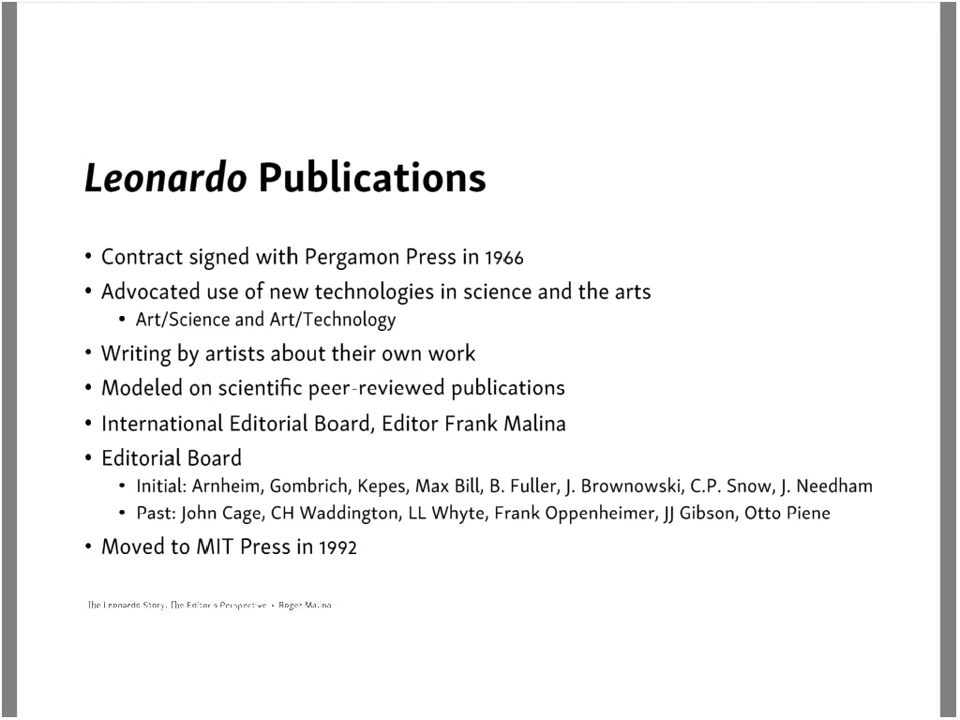 Leonardo Publications
• Contract signed with Pergamon Press in 1966
• Advocated use of new technologies in science and the arts
• Art/Science and Art/Technology
• Writing by artists about their own work
• Modeled on scientific peer-reviewed publications
• International Editorial Board, Editor Frank Malina
• Editorial Board
• Initial: Arnheim, Gombrich, Kepes, Max Bill, B. Fuller, J. Brownowski, C.P. Snow, J. Needham
• Past: John Cage, CH Waddington, LL Whyte, Frank Oppenheimer, JJ Gibson, Otto Piene
• Moved to MIT Press in 1992
The Leonardo Story: The Editor's Perspective • Roger Malina